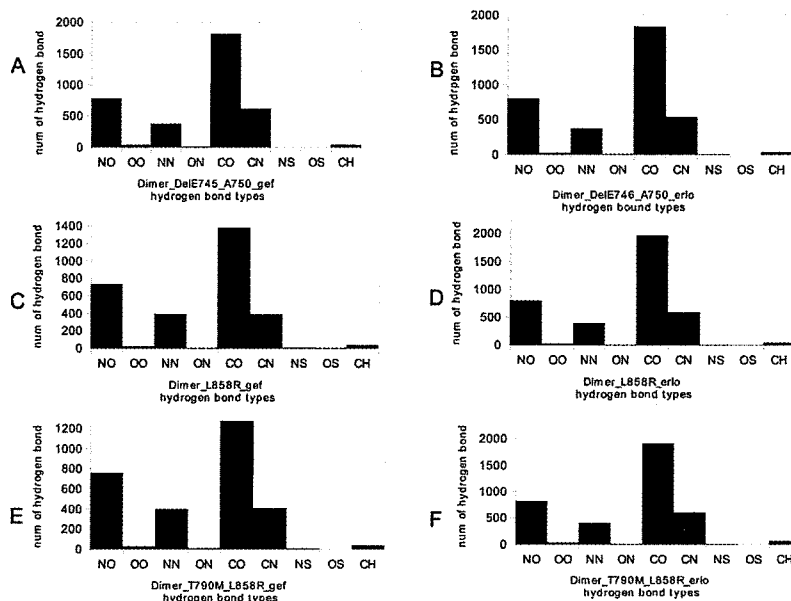 A
num of hydrogen bond
2000
1500
1000
500
0
NO OO NN ON CO CN NS OS CH
Dimer_DelE745_A750_gef
hydrogen bond types
B
num of hydrpgen bond
2000
1500
1000
500
0
NO OO NN ON CO CN NS OS CH
Dimer_DelE746_A750_erlo
hydrogen bound types
C
num of hydrogen bond
1400
1200
1000
800
600
400
200
0
NO OO NN ON CO CN NS OS CH
Dimer_L858R_gef
hydrogen bond types
D
num of hydrogen bond
2000
1500
1000
500
0
NO OO NN ON CO CN NS OS CH
Dimer_L858R_erlo
hydrogen bond types
E
num of hydrogen bond
1200
1000
800
600
400
200
0
NO OO NN ON CO CN NS OS CH
Dimer_T790M_L858R_gef
hydrogen bond types
F
num of hydrogen bond
2000
1500
1000
500
0
NO OO NN ON CO CN NS OS CH
Dimer_T790M_L858R_erlo
hydrogen bond types